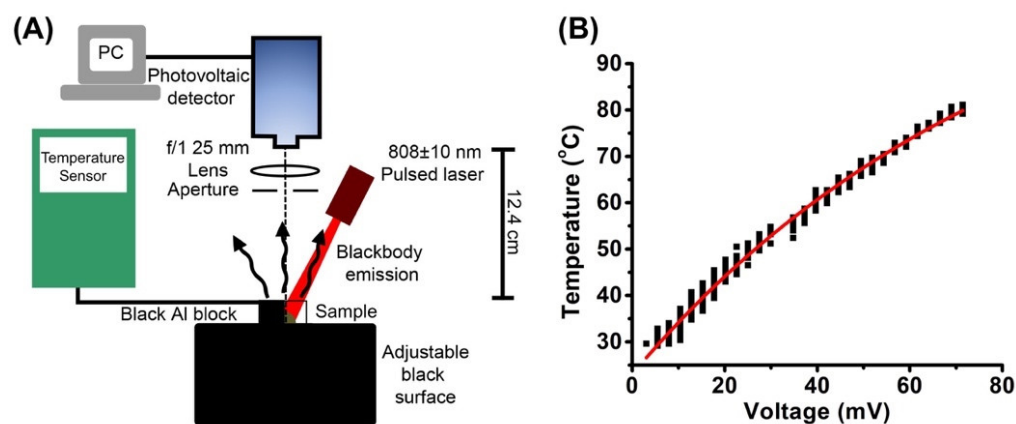 (A)
PC
Photovoltaic
detector
Temperature
Sensor
f/1 25 mm
Lens
Aperture
808±10 nm
Pulsed laser
12.4 cm
Blackbody
emission
Black Al block
Sample
Adjustable
black
surface
(B)
Temperature (°C)
90
80
70
60
50
40
30
0
20
40
60
80
Voltage (mV)